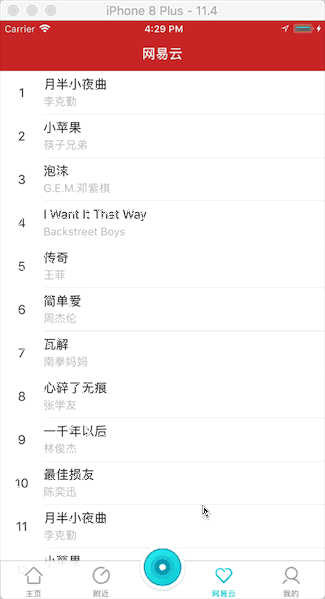 iPhone 8 Plus - 11.4
Carrier
4:29 PM
网易云
1
月半小夜曲
李克勤
2
小苹果
筷子兄弟
3
泡沫
G.E.M.邓紫棋
4
I Want It That Way
Backstreet Boys
5
传奇
王菲
6
简单爱
周杰伦
7
瓦解
南拳妈妈
8
心碎了无痕
张学友
9
一千年以后
林俊杰
10
最佳损友
陈奕迅
11
月半小夜曲
李克勤
12
小苹果
主页
附近
网易云
我的